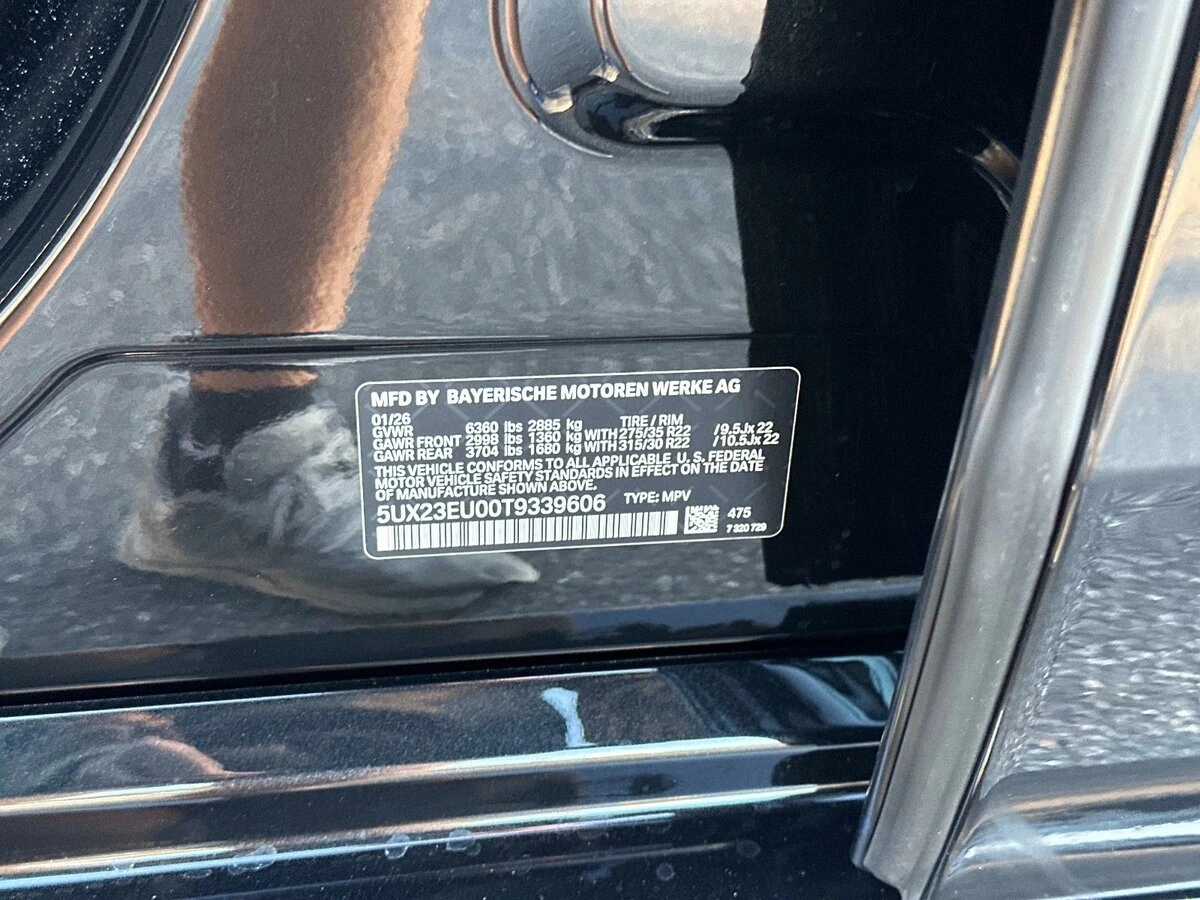 MFD BY BAYERISCHE MOTOREN WERKE AG
01/26
GVWR 6360 lbs 2885 kg TIRE / RIM
GAWR FRONT 2998 lbs 1360 kg WITH 275/35 R22 /9.5Jx22
GAWR REAR 3704 lbs 1680 kg WITH 315/30 R22 /10.5Jx22
THIS VEHICLE CONFORMS TO ALL APPLICABLE U. S. FEDERAL
MOTOR VEHICLE SAFETY STANDARDS IN EFFECT ON THE DATE
OF MANUFACTURE SHOWN ABOVE.
5UX23EU00T9339606 TYPE: MPV
475
7 320 729